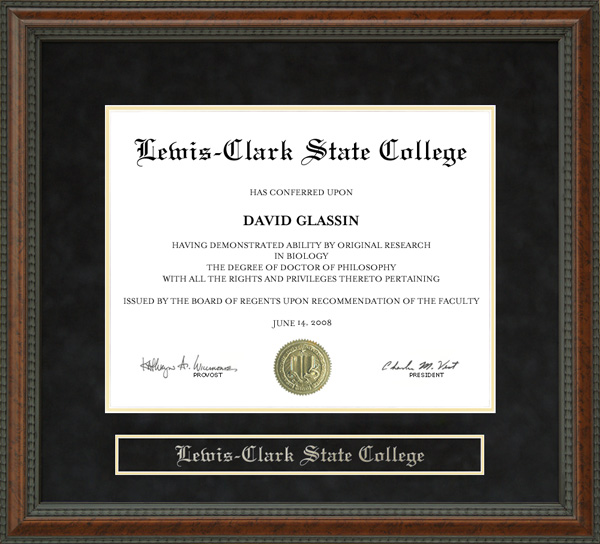 Lewis-Clark State College
HAS CONFERRED UPON
DAVID GLASSIN
HAVING DEMONSTRATED ABILITY BY ORIGINAL RESEARCH
IN BIOLOGY
THE DEGREE OF DOCTOR OF PHILOSOPHY
WITH ALL THE RIGHTS AND PRIVILEGES THERETO PERTAINING
ISSUED BY THE BOARD OF REGENTS UPON RECOMMENDATION OF THE FACULTY
JUNE 14, 2008
Charles M. Vest
PROVOST PRESIDENT
Lewis-Clark State College